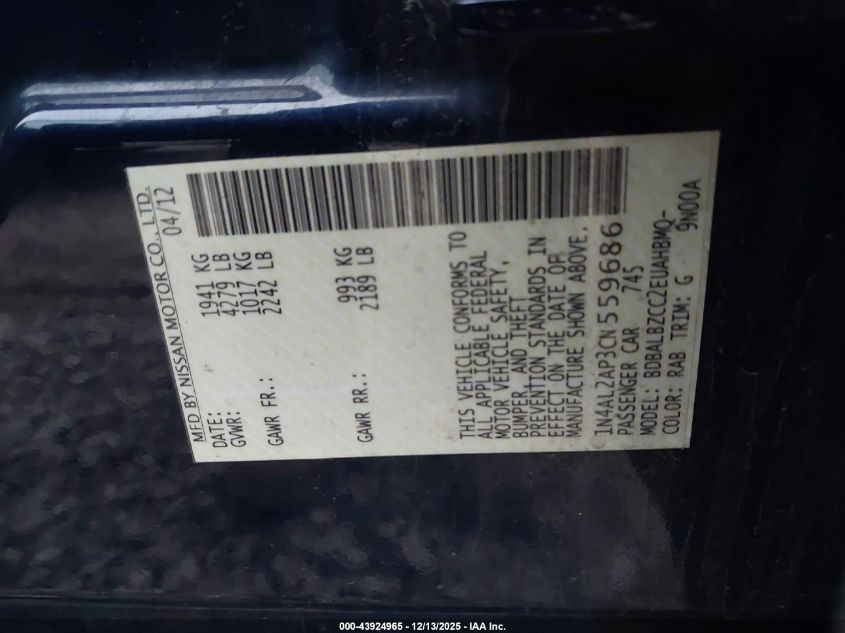 MFD BY NISSAN MOTOR CO., LTD.
DATE: 04/12
GVWR: 1941 KG
4279 LB
GAWR FR.: 1017 KG
2242 LB
GAWR RR.: 993 KG
2189 LB
THIS VEHICLE CONFORMS TO
ALL APPLICABLE FEDERAL
MOTOR VEHICLE SAFETY,
BUMPER AND THEFT
PREVENTION STANDARDS IN
EFFECT ON THE DATE OF
MANUFACTURE SHOWN ABOVE.
1N4AL2AP3CN559686
PASSENGER CAR 745
MODEL: BDBALBZCC2EUAHBMQ-
COLOR: RAB TRIM: G 9N00A
000-43924965 - 12/13/2025 - IAA Inc.